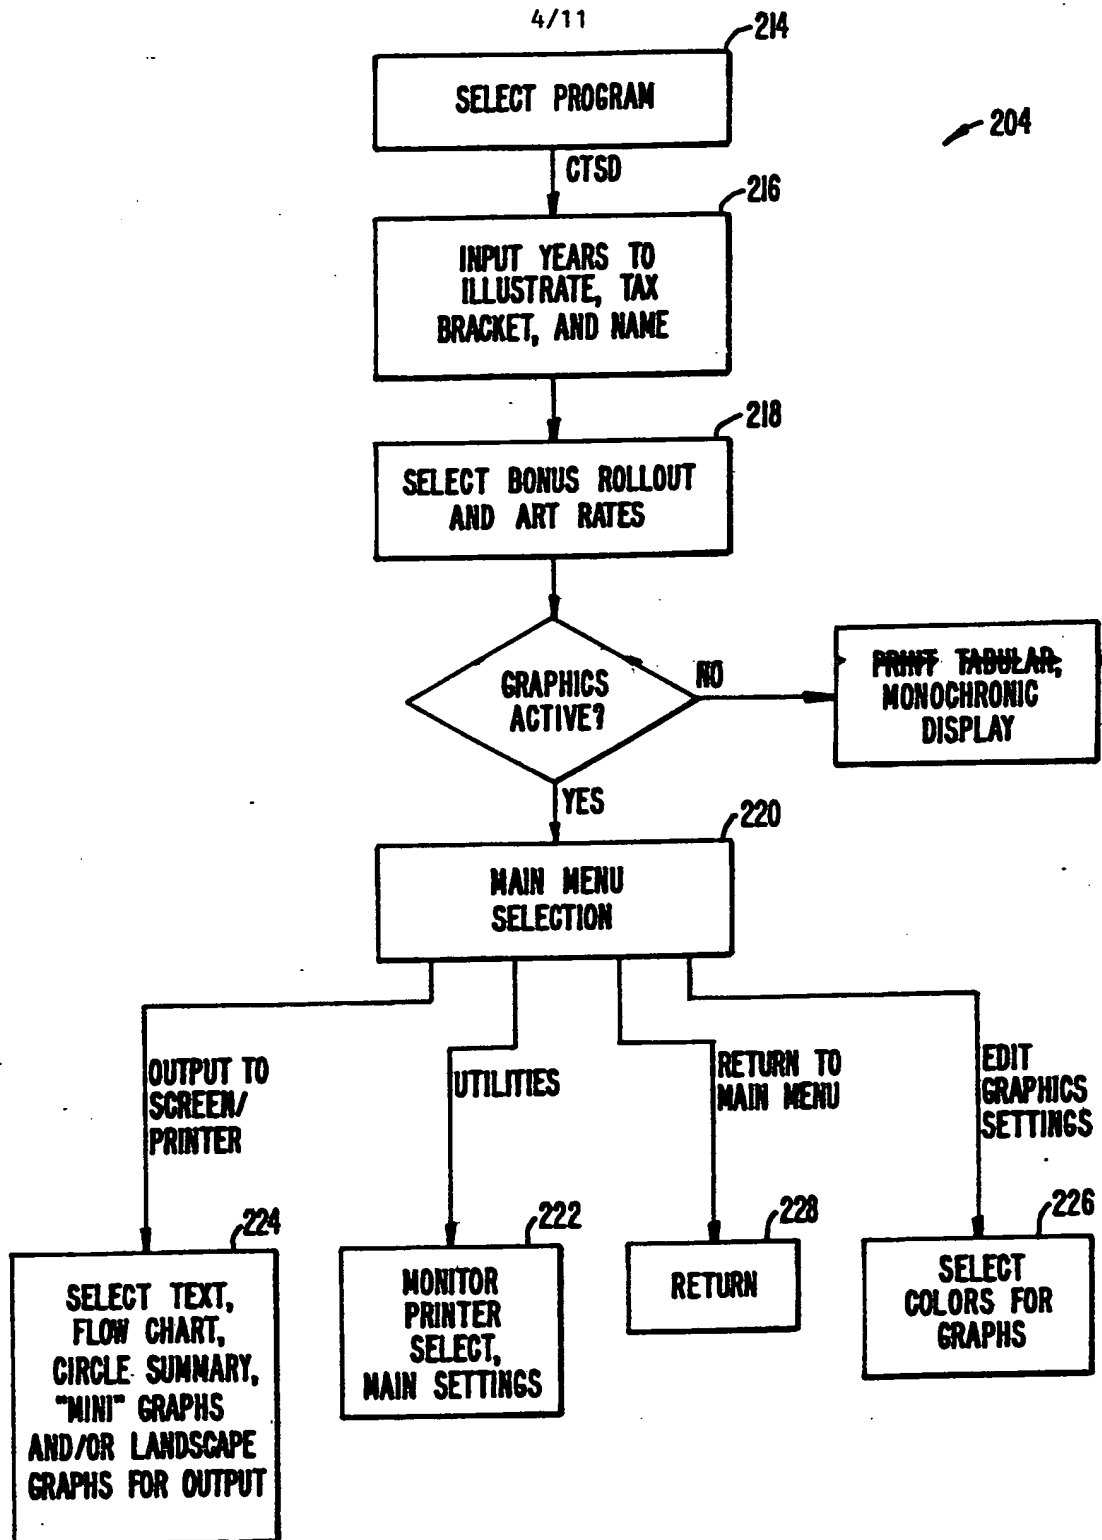 4/11
214
SELECT PROGRAM
204
CTSD
216
INPUT YEARS TO
ILLUSTRATE, TAX
BRACKET, AND NAME
218
SELECT BONUS ROLLOUT
AND ART RATES
GRAPHICS
ACTIVE?
NO
PRINT TABULAR,
MONOCHRONIC
DISPLAY
YES
220
MAIN MENU
SELECTION
OUTPUT TO
SCREEN/
PRINTER
UTILITIES
RETURN TO
MAIN MENU
EDIT
GRAPHICS
SETTINGS
224
SELECT TEXT,
FLOW CHART,
CIRCLE SUMMARY,
"MINI" GRAPHS
AND/OR LANDSCAPE
GRAPHS FOR OUTPUT
222
MONITOR
PRINTER
SELECT,
MAIN SETTINGS
228
RETURN
226
SELECT
COLORS FOR
GRAPHS